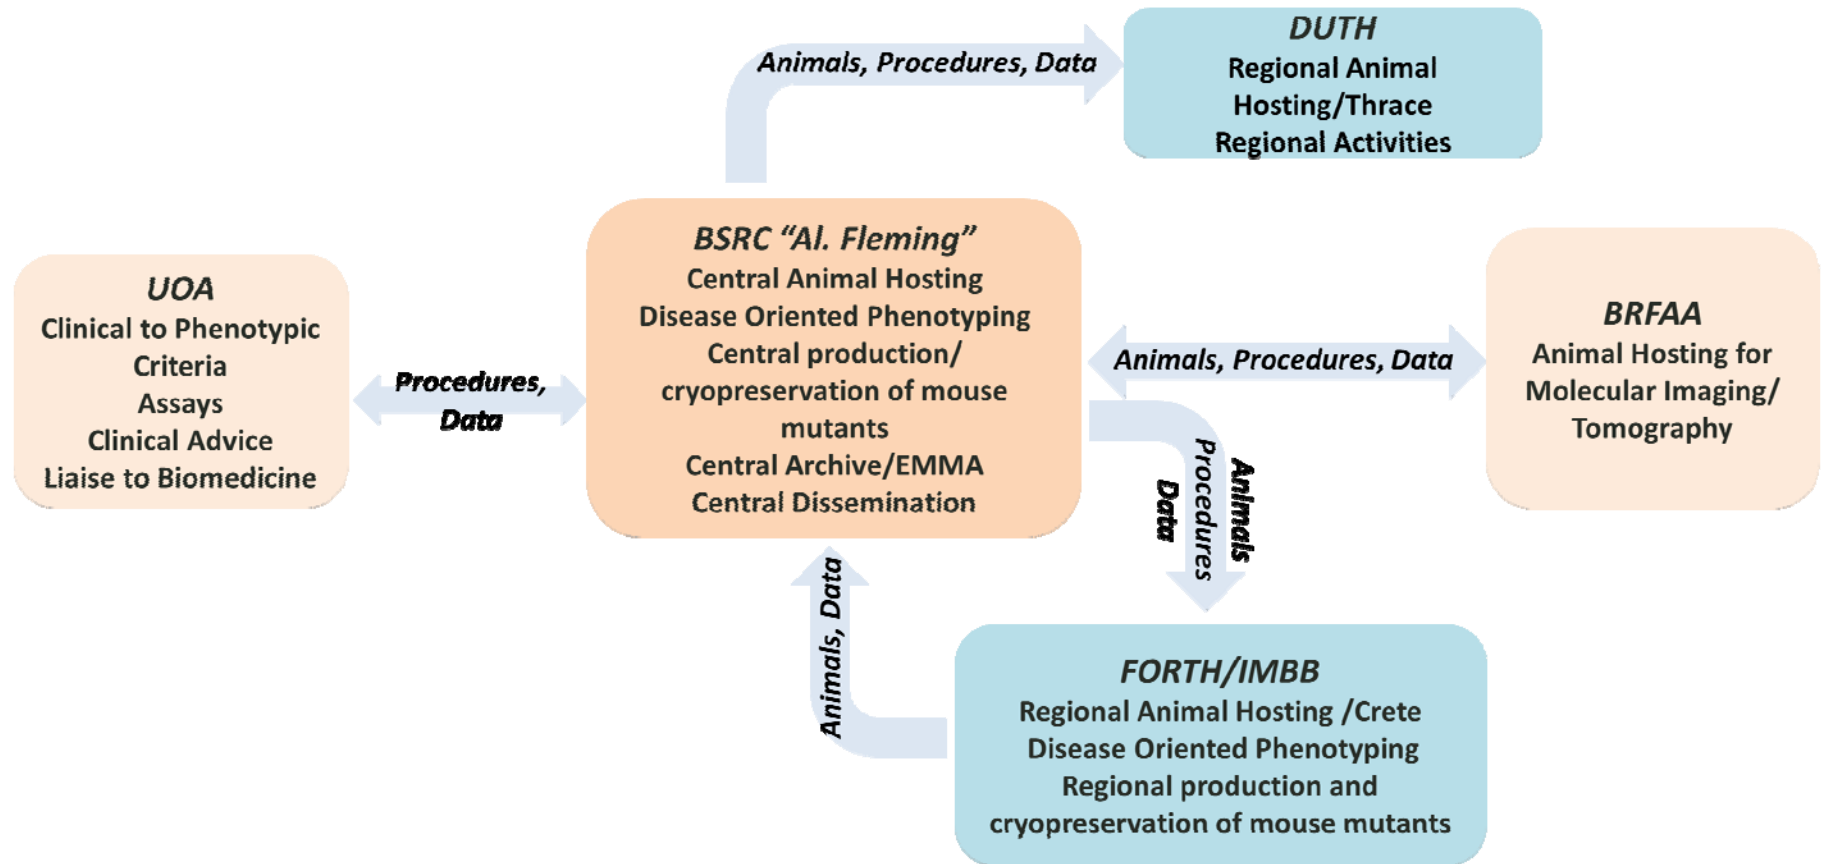 DUTH
Regional Animal
Hosting/Thrace
Regional Activities
Animals, Procedures, Data
UOA
Clinical to Phenotypic
Criteria
Assays
Clinical Advice
Liaise to Biomedicine
Procedures,
Data
BSRC “Al. Fleming”
Central Animal Hosting
Disease Oriented Phenotyping
Central production/
cryopreservation of mouse
mutants
Central Archive/EMMA
Central Dissemination
Animals, Procedures, Data
BRFAA
Animal Hosting for
Molecular Imaging/
Tomography
Animals
Procedures
Data
Animals, Data
FORTH/IMBB
Regional Animal Hosting /Crete
Disease Oriented Phenotyping
Regional production and
cryopreservation of mouse mutants